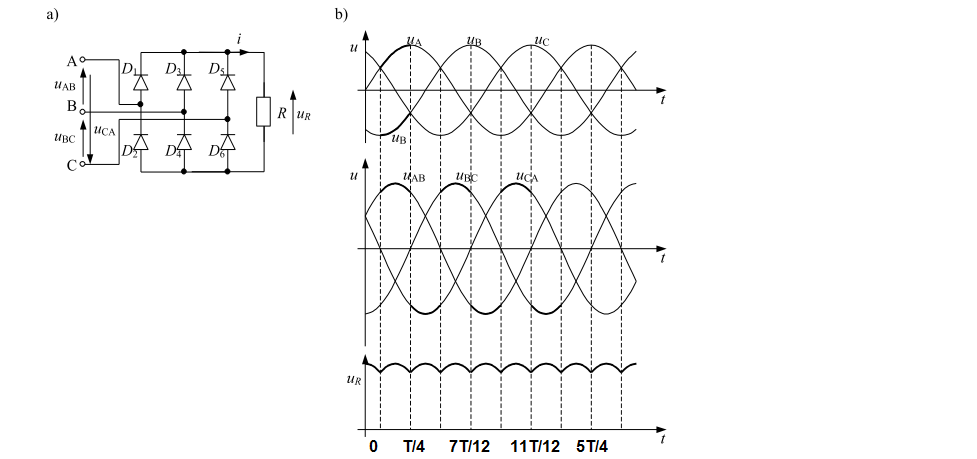 a)
b)
i
A
D1 D3 D5
uAB
B
R uR
uBC uCA
D2 D4 D6
C
u uA uB uC
t
uB
u uAB uBC uCA
t
uR
t
0 T/4 7T/12 11T/12 5T/4